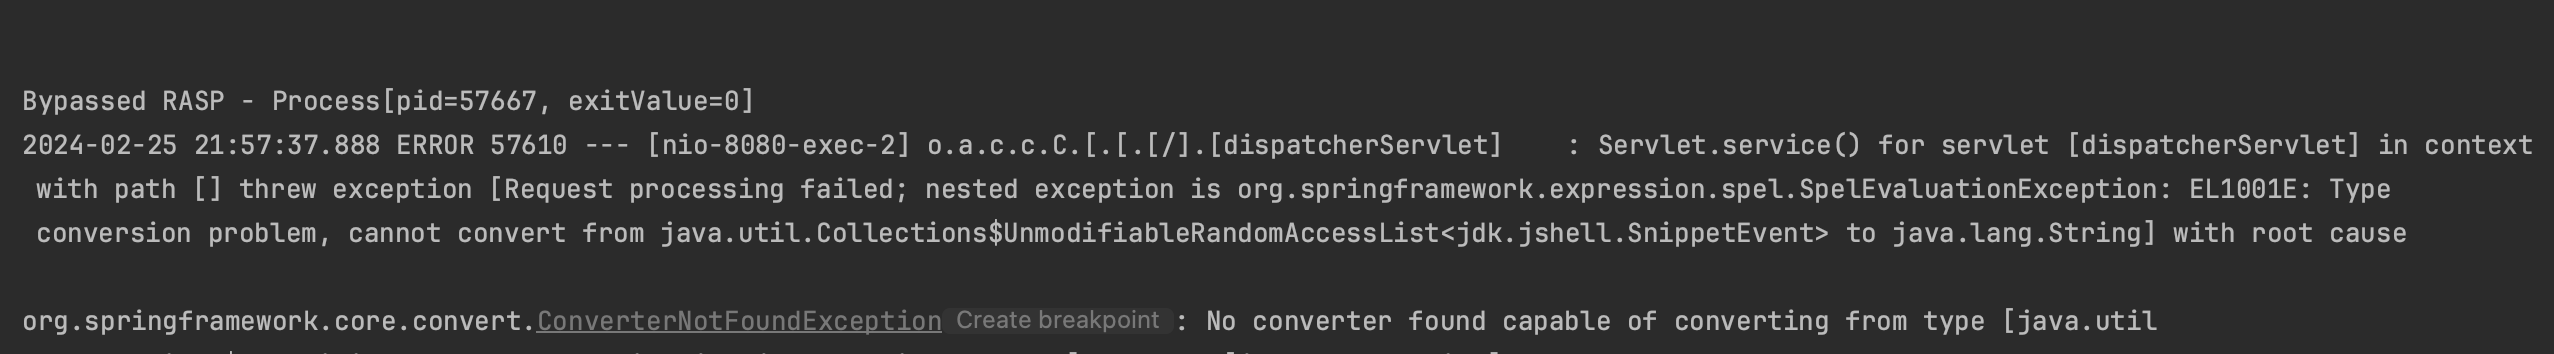 Bypassed RASP - Process[pid=57667, exitValue=0]
2024-02-25 21:57:37.888 ERROR 57610 --- [nio-8080-exec-2] o.a.c.c.C.[.[.[/].[dispatcherServlet]    : Servlet.service() for servlet [dispatcherServlet] in context
with path [] threw exception [Request processing failed; nested exception is org.springframework.expression.spel.SpelEvaluationException: EL1001E: Type
conversion problem, cannot convert from java.util.Collections$UnmodifiableRandomAccessList<jdk.jshell.SnippetEvent> to java.lang.String] with root cause
org.springframework.core.convert.ConverterNotFoundException Create breakpoint : No converter found capable of converting from type [java.util